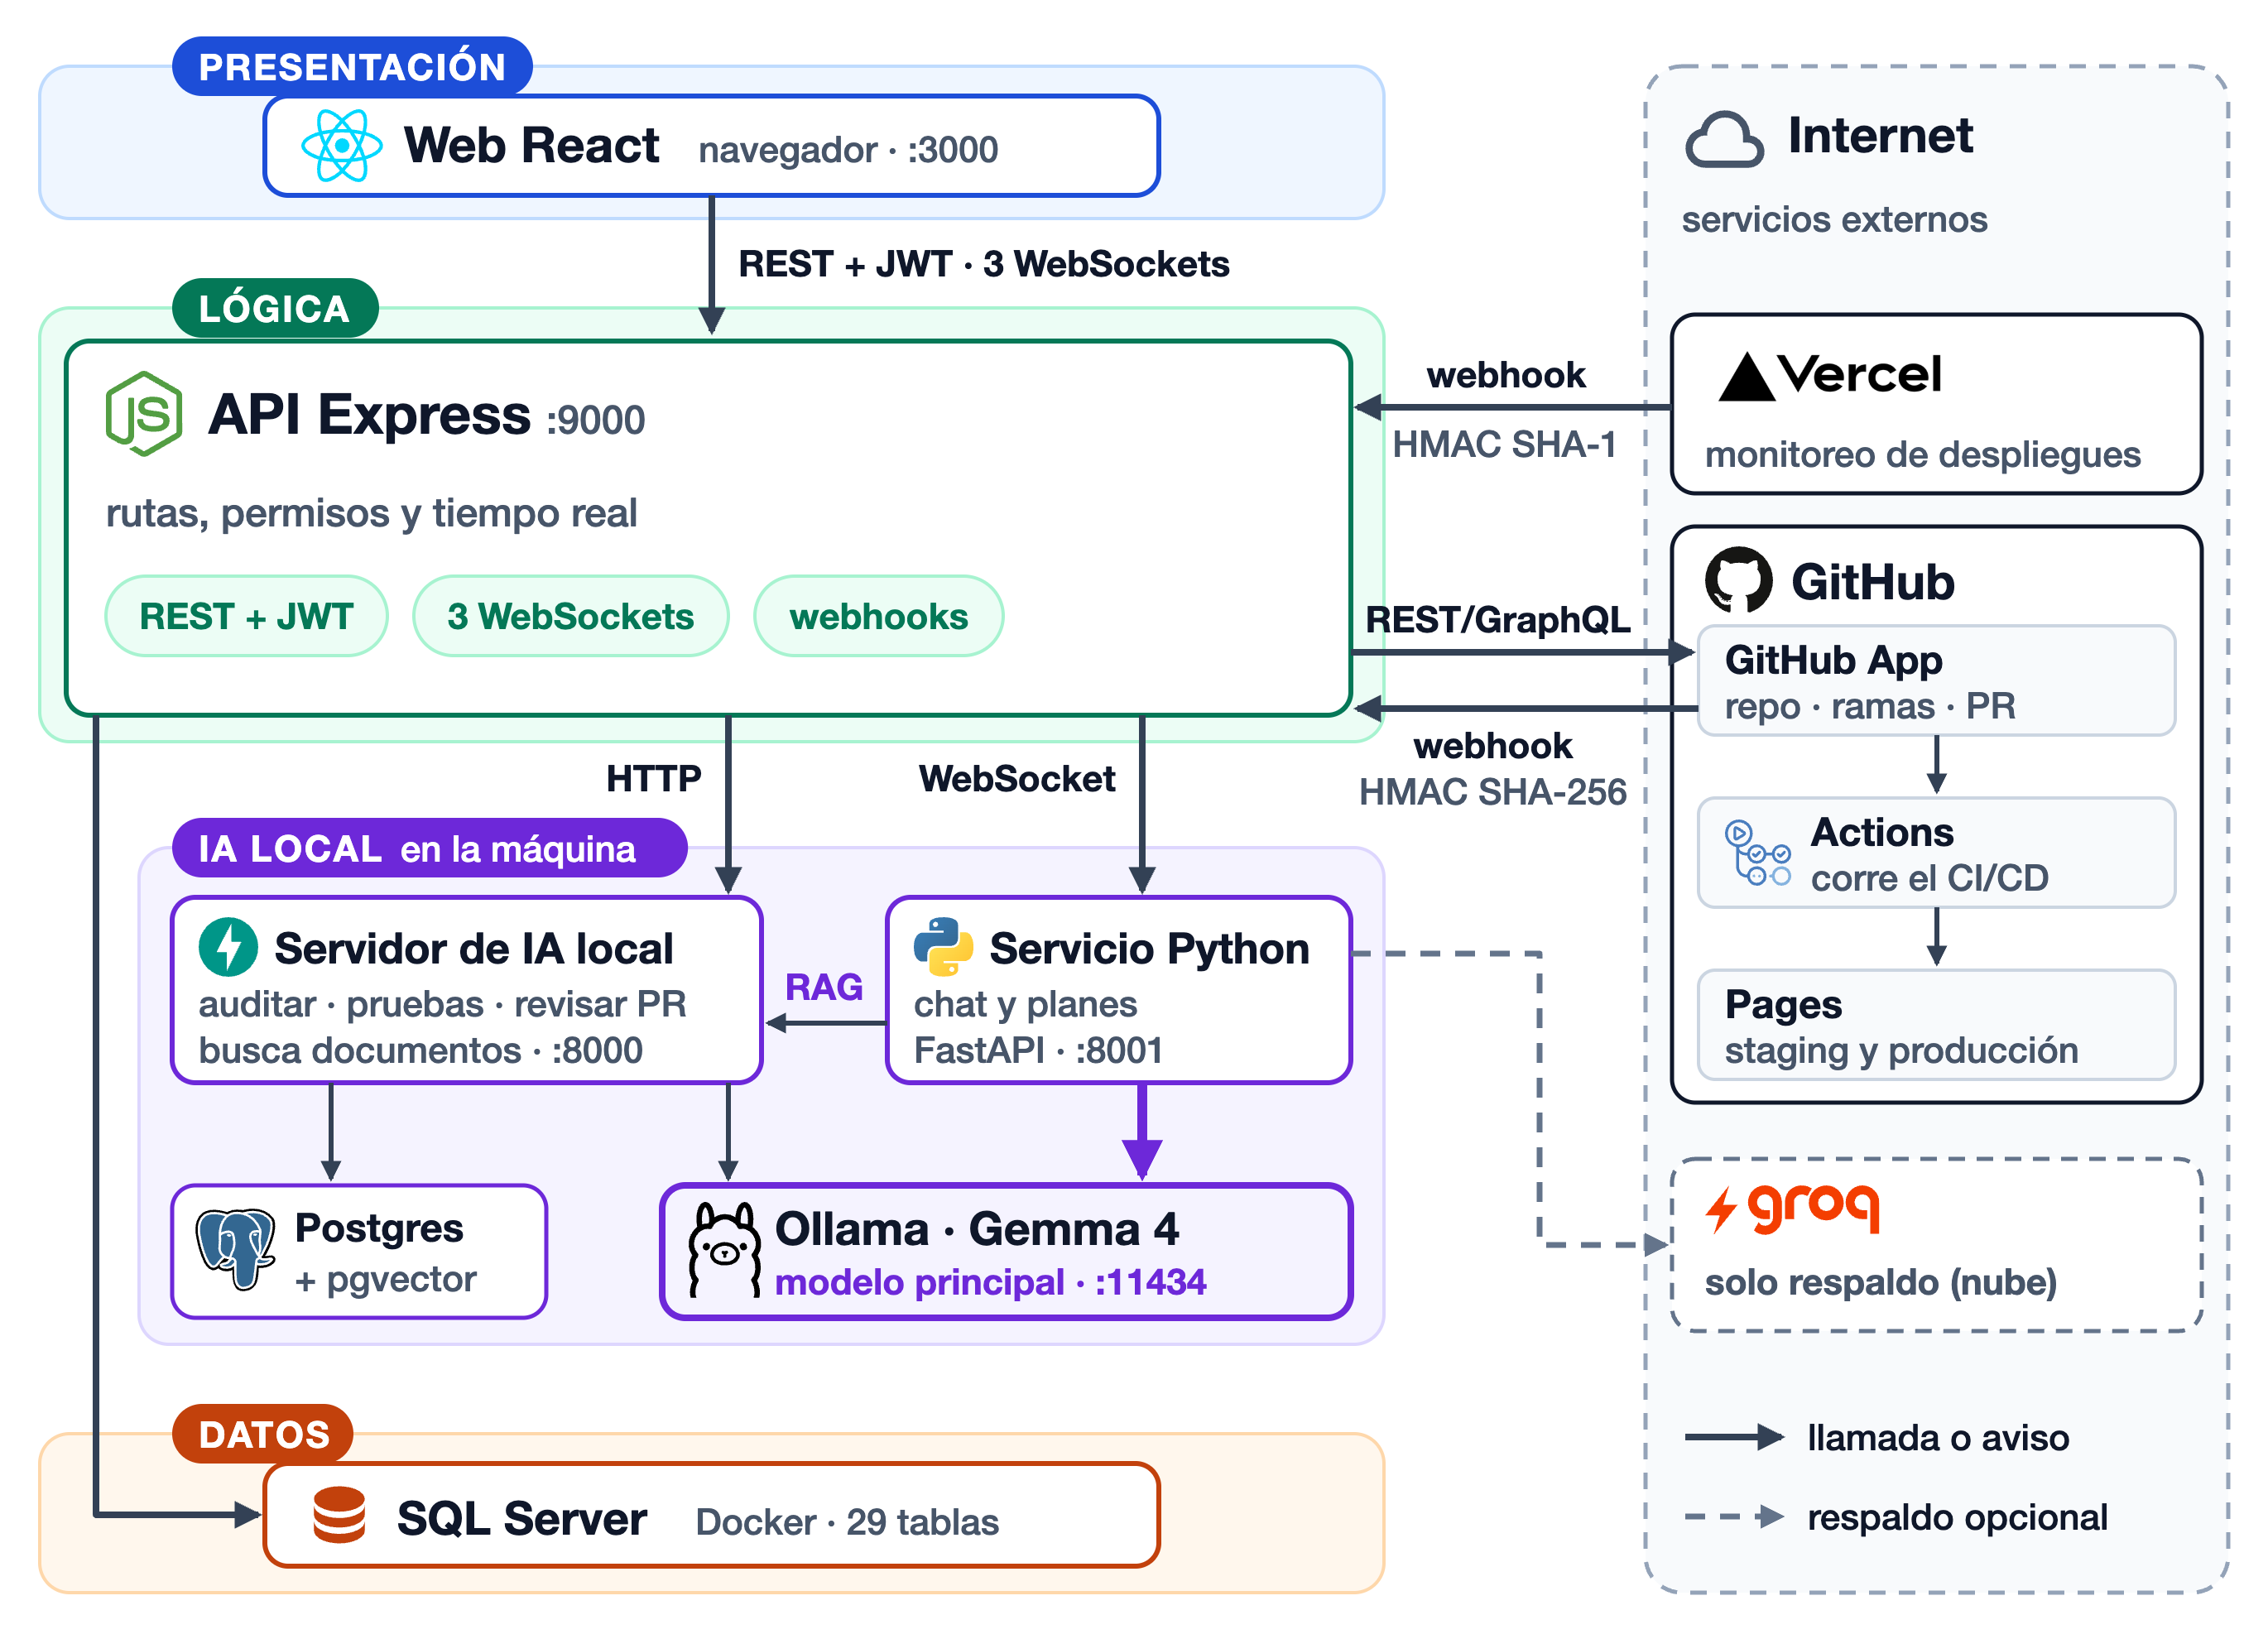 PRESENTACIÓN
Web React navegador · :3000
REST + JWT · 3 WebSockets
LÓGICA
JS API Express :9000
rutas, permisos y tiempo real
REST + JWT 3 WebSockets webhooks
HTTP
WebSocket
IA LOCAL en la máquina
Servidor de IA local
auditar · pruebas · revisar PR
busca documentos · :8000
RAG
Servicio Python
chat y planes
FastAPI · :8001
Postgres
+ pgvector
Ollama · Gemma 4
modelo principal · :11434
DATOS
SQL Server Docker · 29 tablas
webhook
HMAC SHA-1
REST/GraphQL
webhook
HMAC SHA-256
Internet
servicios externos
Vercel
monitoreo de despliegues
GitHub
GitHub App
repo · ramas · PR
Actions
corre el CI/CD
Pages
staging y producción
groq
solo respaldo (nube)
llamada o aviso
respaldo opcional